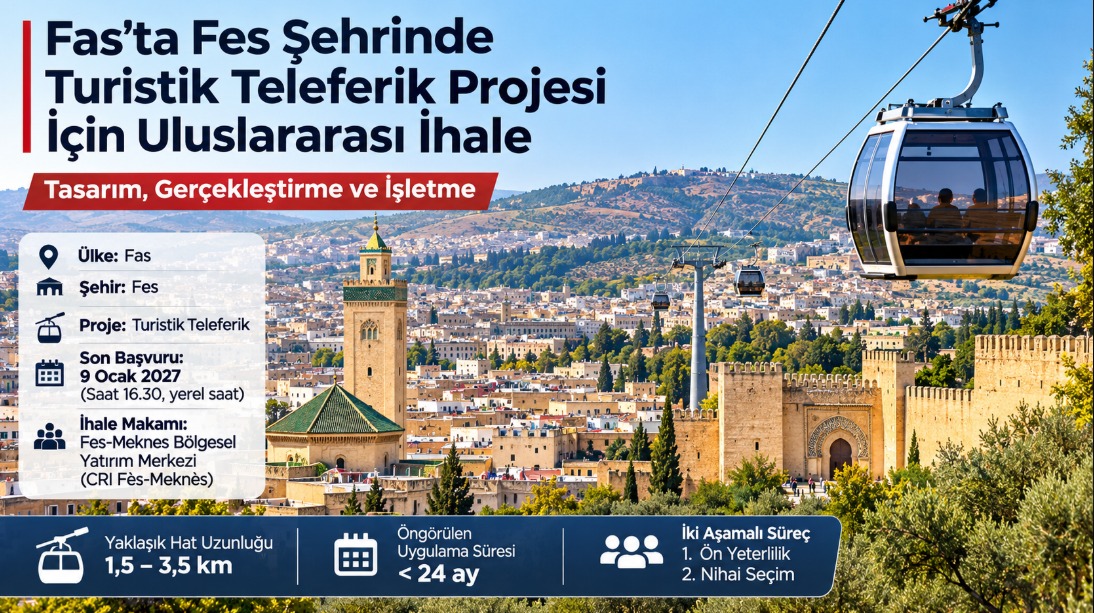 Fas'ta Fes Şehrinde
Turistik Teleferik Projesi
İçin Uluslararası İhale
Tasarım, Gerçekleştirme ve İşletme
Ülke: Fas
Şehir: Fes
Proje: Turistik Teleferik
Son Başvuru:
9 Ocak 2027
(Saat 16.30, yerel saat)
İhale Makamı:
Fes-Meknes Bölgesel
Yatırım Merkezi
(CRI Fès-Meknès)
Yaklaşık Hat Uzunluğu
1,5 – 3,5 km
Öngörülen
Uygulama Süresi
< 24 ay
İki Aşamalı Süreç
1. Ön Yeterlilik
2. Nihai Seçim